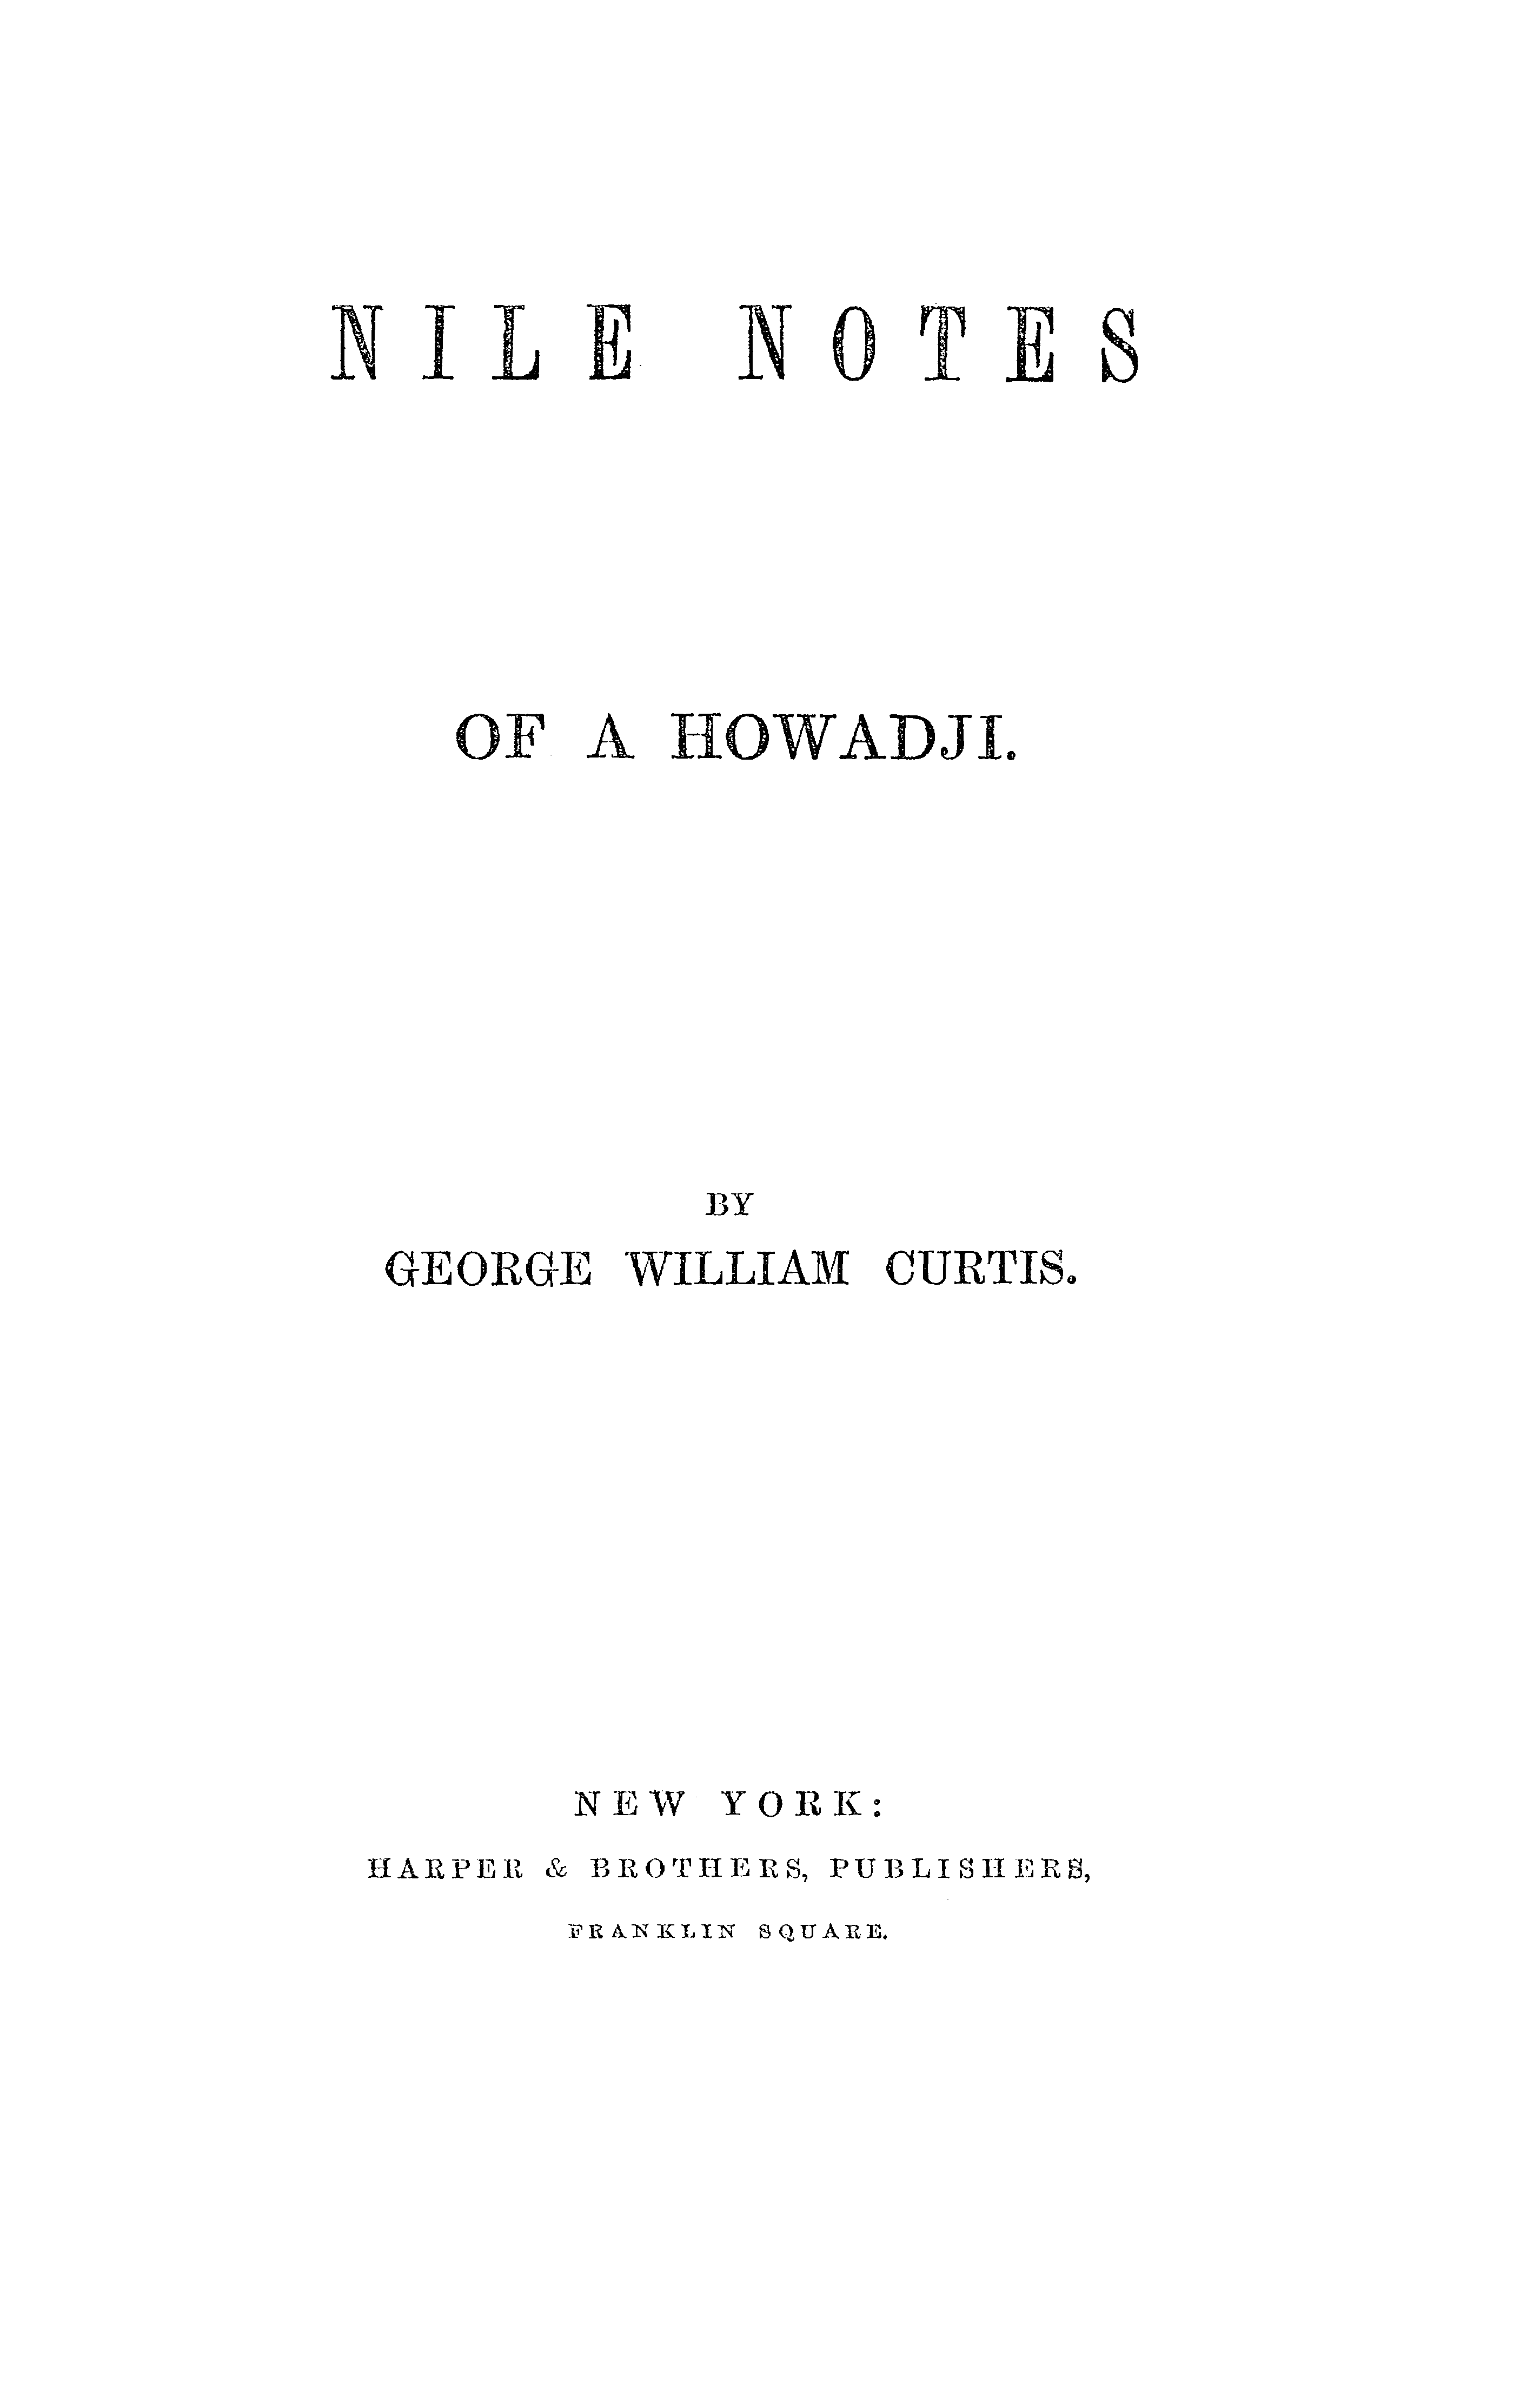 NILE NOTES
OF A HOWADJI.
BY
GEORGE WILLIAM CURTIS.
NEW YORK:
HARPER & BROTHERS, PUBLISHERS,
FRANKLIN SQUARE.